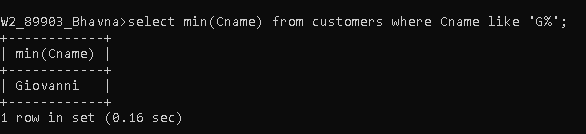 W2_89903_Bhavna>select min(Cname) from customers where Cname like 'G%';
+------------+
| min(Cname) |
+------------+
| Giovanni   |
+------------+
1 row in set (0.16 sec)